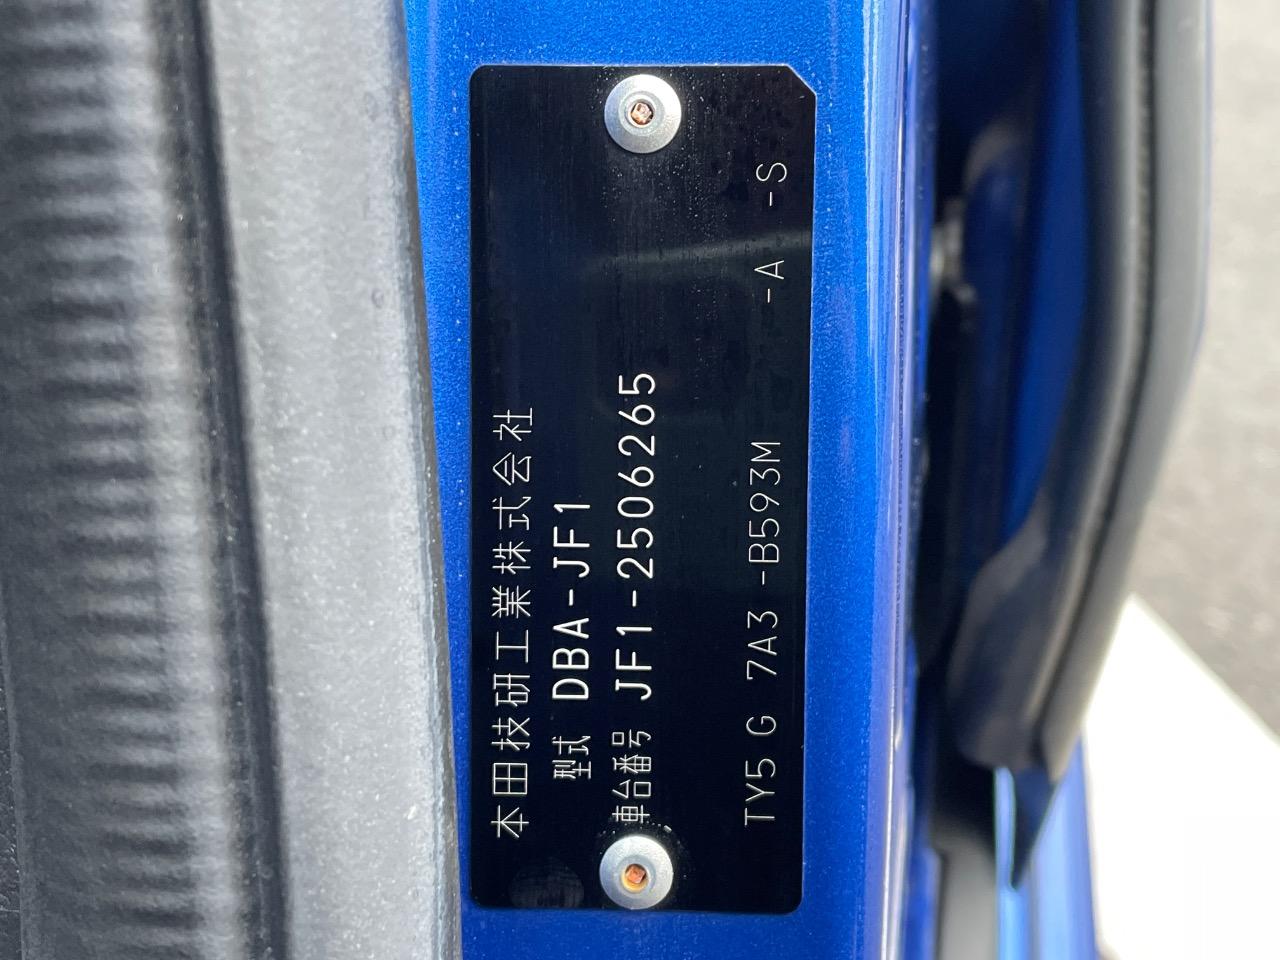 本田技研工業株式会社
型式 DBA-JF1
車台番号 JF1-2506265
TY5 G 7A3 -B593M -A -S